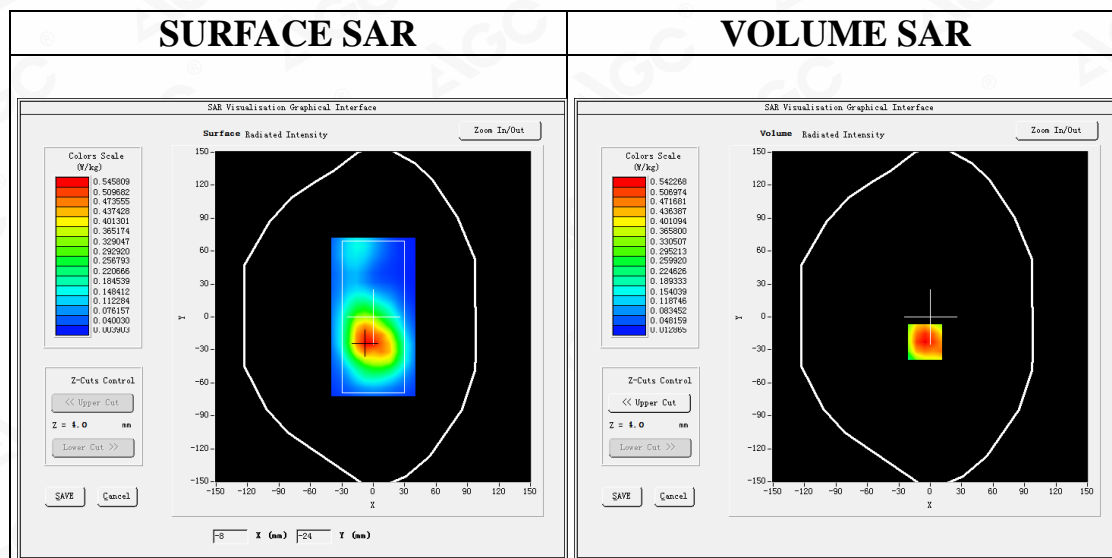 SURFACE SAR
VOLUME SAR
SAR Visualisation Graphical Interface
Surface Radiated Intensity
Zoom In/Out
Colors Scale
(W/kg)
0.545809
0.509682
0.473555
0.437428
0.401301
0.365174
0.329047
0.292920
0.256793
0.220666
0.184539
0.148412
0.112284
0.076157
0.040030
0.003903
150
120
90
60
30
0
-30
-60
-90
-120
-150
Y
-150 -120 -90 -60 -30 0 30 60 90 120 150
X
Z-Cuts Control
<< Upper Cut
Z = 4.0 mm
Lower Cut >>
SAVE Cancel
-8 X (mm) -24 Y (mm)
SAR Visualisation Graphical Interface
Volume Radiated Intensity
Zoom In/Out
Colors Scale
(W/kg)
0.542268
0.506974
0.471681
0.436387
0.401094
0.365800
0.330507
0.295213
0.259920
0.224626
0.189333
0.154039
0.118746
0.083452
0.048159
0.012865
150
120
90
60
30
0
-30
-60
-90
-120
-150
Y
-150 -120 -90 -60 -30 0 30 60 90 120 150
X
Z-Cuts Control
<< Upper Cut
Z = 4.0 mm
Lower Cut >>
SAVE Cancel